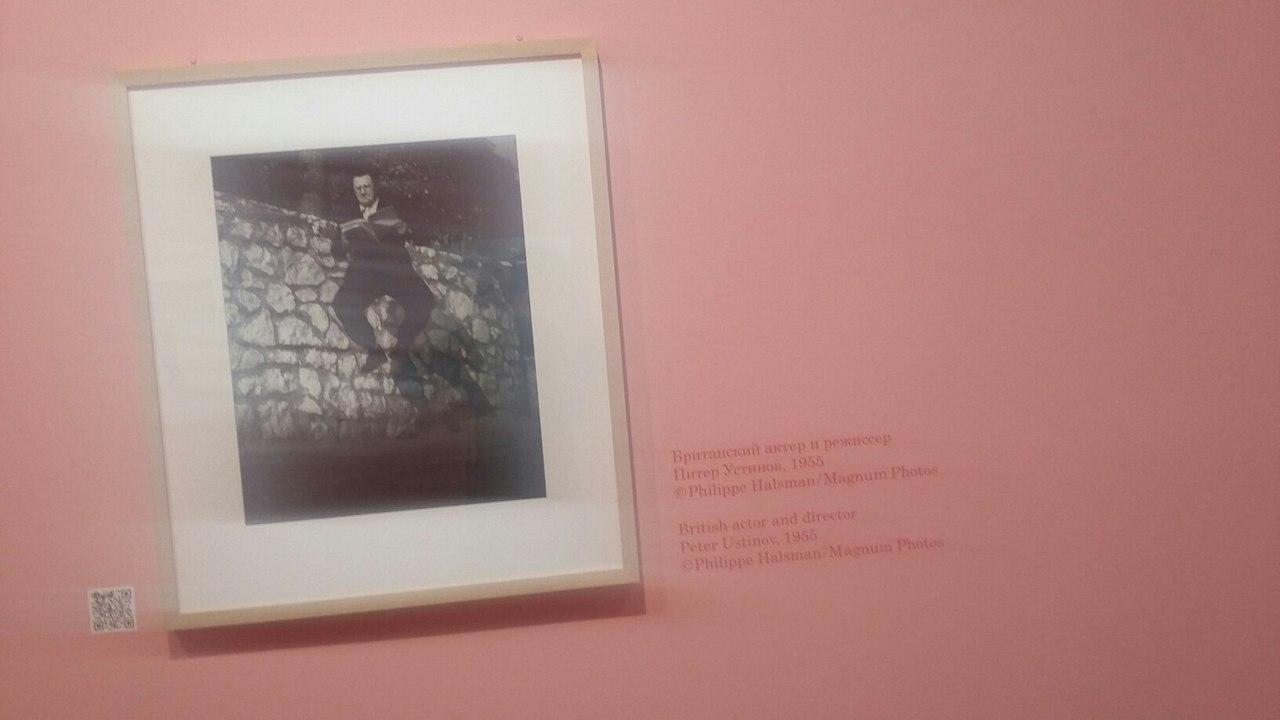 Британский актер и режиссер
Питер Устинов, 1955
©Philippe Halsman/Magnum Photos
British actor and director
Peter Ustinov, 1955
©Philippe Halsman/Magnum Photos